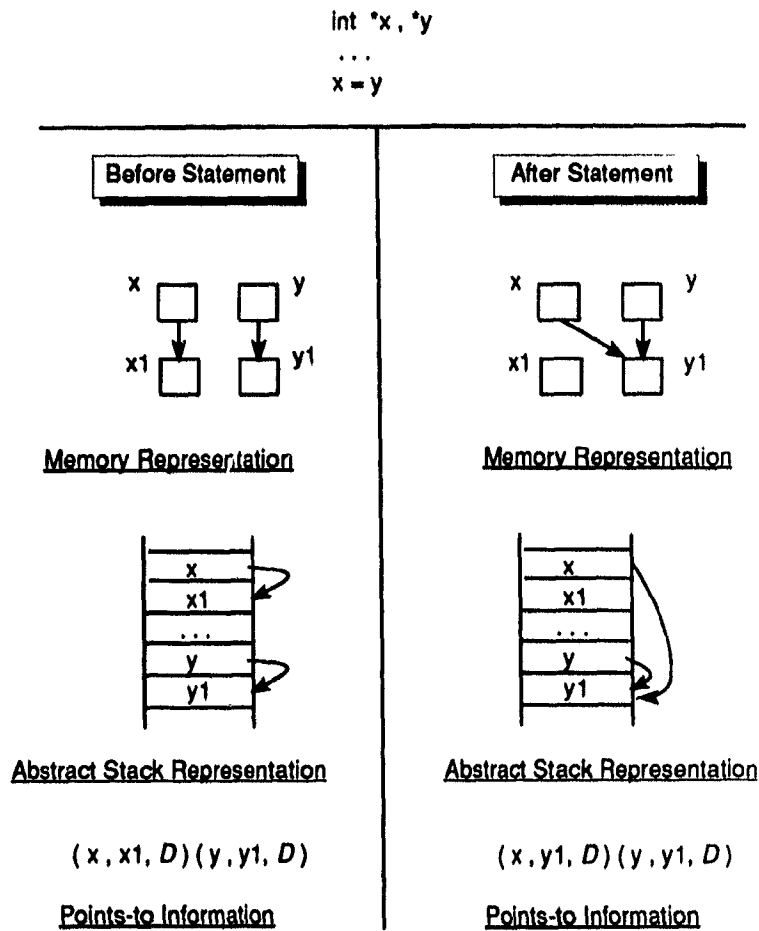 int *x , *y
. . .
x = y
Before Statement
x y
x1 y1
Memory Representation
x
x1
. . .
y
y1
Abstract Stack Representation
( x , x1, D ) ( y , y1, D )
Points-to Information
After Statement
x y
x1 y1
Memory Representation
x
x1
. . .
y
y1
Abstract Stack Representation
( x , y1, D ) ( y , y1, D )
Points-to Information